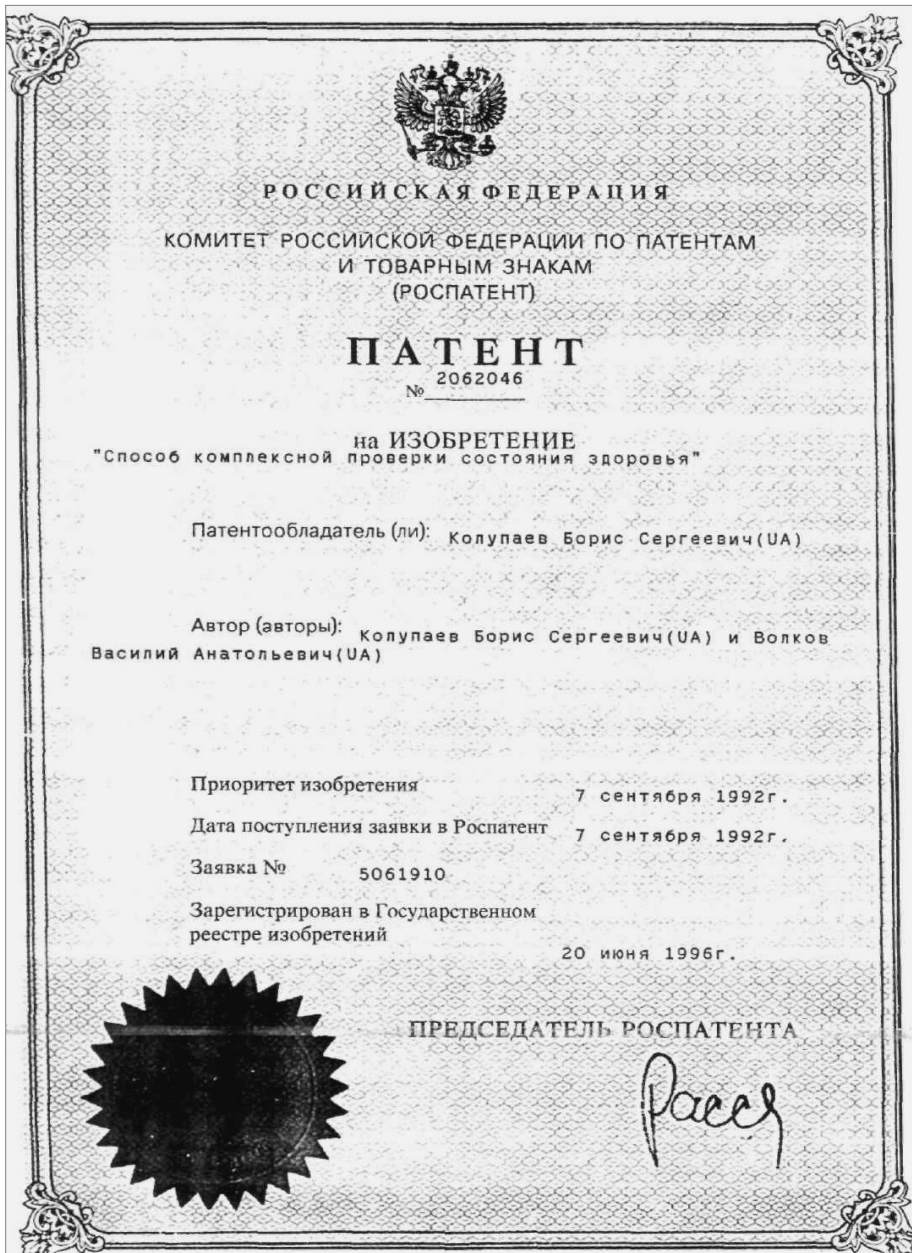 РОССИЙСКАЯ ФЕДЕРАЦИЯ
КОМИТЕТ РОССИЙСКОЙ ФЕДЕРАЦИИ ПО ПАТЕНТАМ
И ТОВАРНЫМ ЗНАКАМ
(РОСПАТЕНТ)
ПАТЕНТ
№ 2062046
на ИЗОБРЕТЕНИЕ
"Способ комплексной проверки состояния здоровья"
Патентообладатель (ли): Колупаев Борис Сергеевич(UA)
Автор (авторы): Колупаев Борис Сергеевич(UA) и Волков
Василий Анатольевич(UA)
Приоритет изобретения 7 сентября 1992г.
Дата поступления заявки в Роспатент 7 сентября 1992г.
Заявка № 5061910
Зарегистрирован в Государственном
реестре изобретений
20 июня 1996г.
ПРЕДСЕДАТЕЛЬ РОСПАТЕНТА